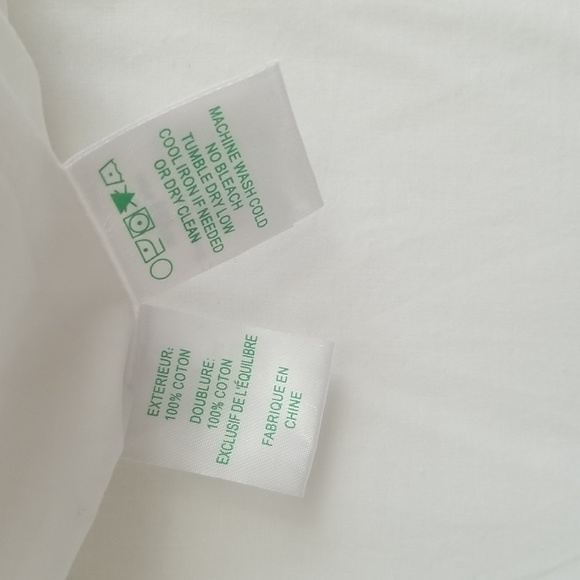 MACHINE WASH COLD
NO BLEACH
TUMBLE DRY LOW
COOL IRON IF NEEDED
OR DRY CLEAN
EXTERIEUR:
100% COTON
DOUBLURE:
100% COTON
EXCLUSIF DE L'ÉQUILIBRE
FABRIQUE EN
CHINE